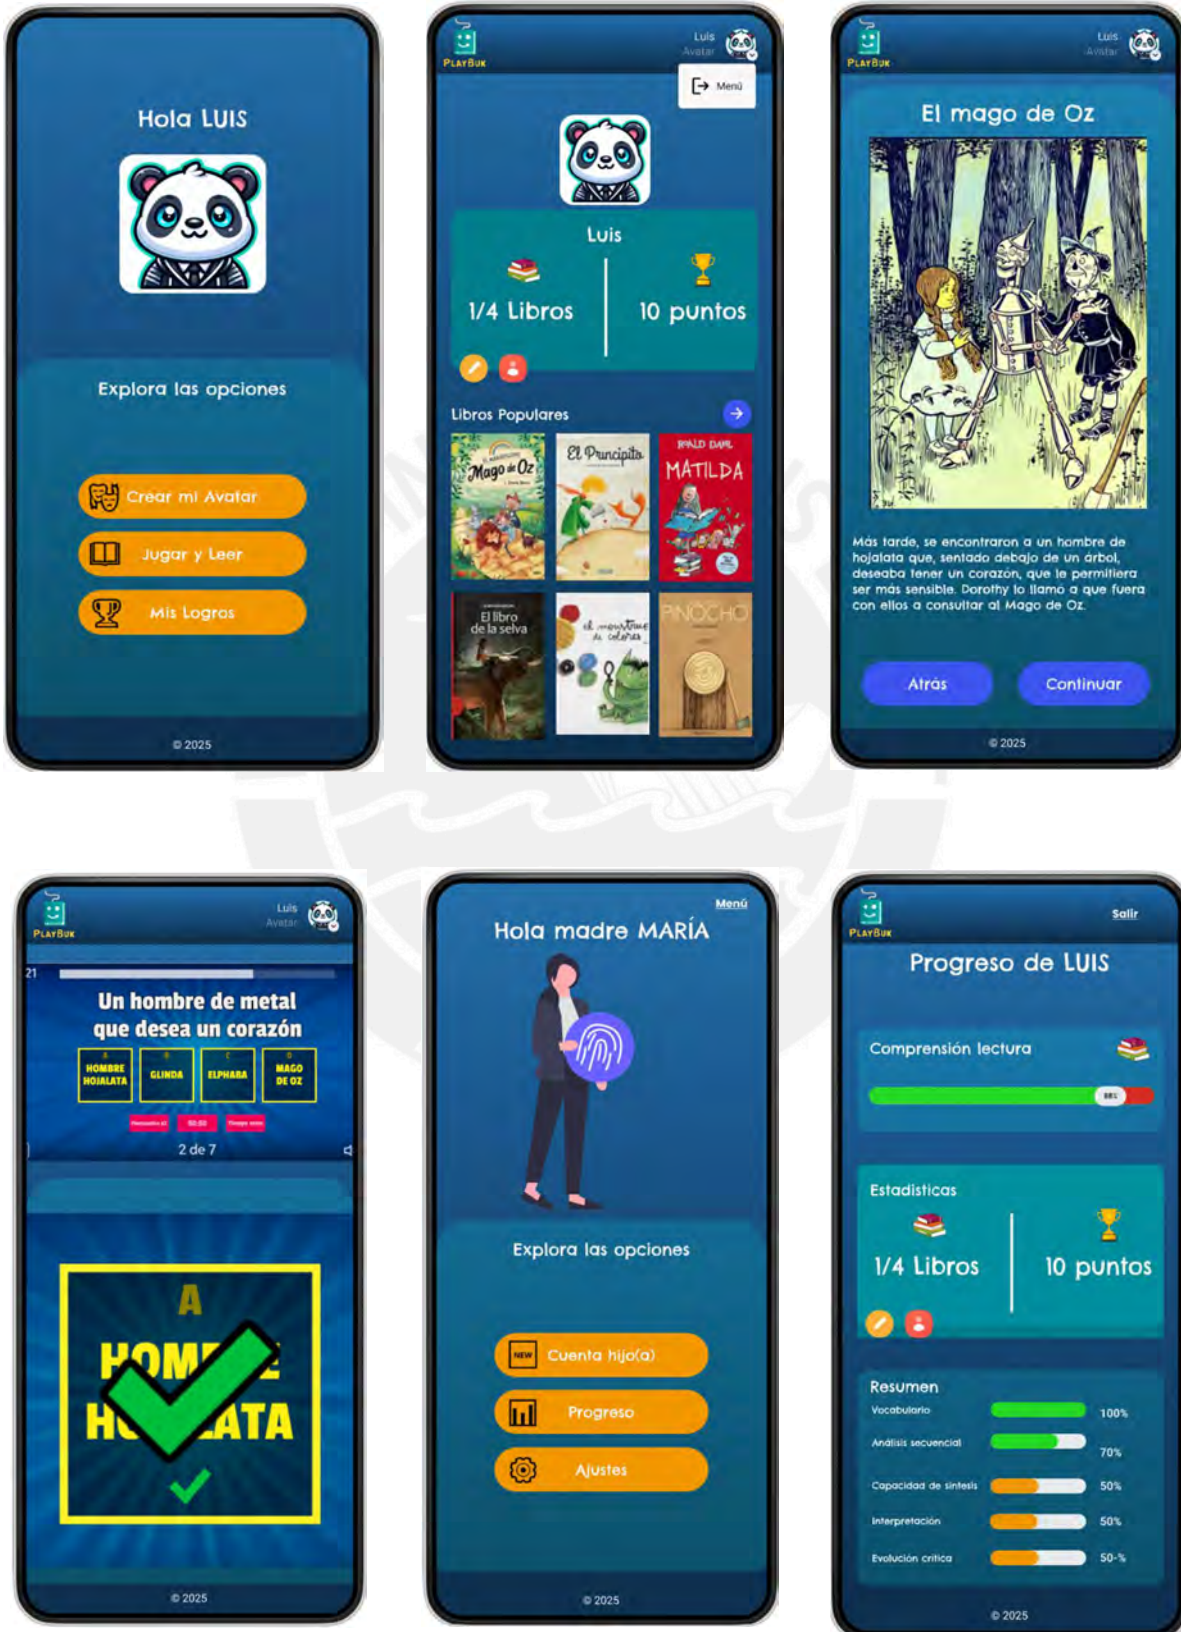 Hola LUIS
Explora las opciones
Crear mi Avatar
Jugar y Leer
Mis Logros
© 2025
PLAYBUK
Luis
Avatar
Menú
Luis
1/4 Libros
10 puntos
Libros Populares
Mago de Oz
El Principito
ROALD DAHL
MATILDA
El libro
de la selva
el monstruo
de colores
PINOCHO
PLAYBUK
Luis
Avatar
El mago de Oz
Más tarde, se encontraron a un hombre de
hojalata que, sentado debajo de un árbol,
deseaba tener un corazón, que le permitiera
ser más sensible. Dorothy lo llamó a que fuera
con ellos a consultar al Mago de Oz.
Atrás
Continuar
© 2025
PLAYBUK
Luis
Avatar
21
Un hombre de metal
que desea un corazón
A
HOMBRE
HOJALATA
B
GLINDA
C
ELPHABA
D
MAGO
DE OZ
50:50
2 de 7
A
HOMBRE
HOJALATA
© 2025
Menú
Hola madre MARÍA
Explora las opciones
NEW
Cuenta hijo(a)
Progreso
Ajustes
© 2025
PLAYBUK
Salir
Progreso de LUIS
Comprensión lectura
Estadísticas
1/4 Libros
10 puntos
Resumen
Vocabulario
100%
Análisis secuencial
70%
Capacidad de síntesis
50%
Interpretación
50%
Evolución crítica
50-%
© 2025